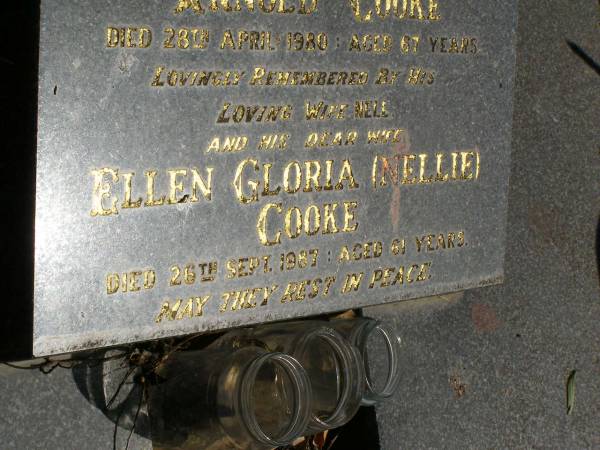 ARNOLD COOKE
DIED 28TH APRIL 1980 : AGED 67 YEARS
LOVINGLY REMEMBERED BY HIS
LOVING WIFE NELL
AND HIS DEAR WIFE
ELLEN GLORIA (NELLIE)
COOKE
DIED 26TH SEPT. 1987 : AGED 61 YEARS.
MAY THEY REST IN PEACE.